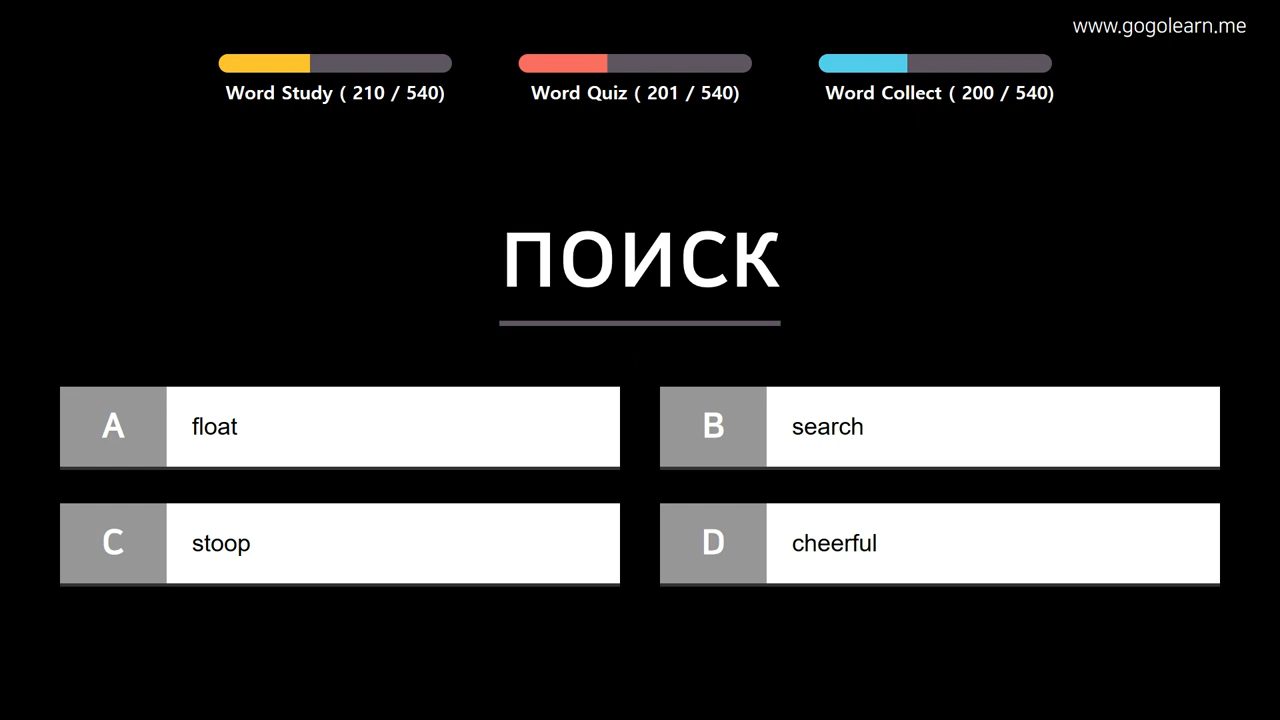 www.gogolearn.me
Word Study ( 210 / 540)
Word Quiz ( 201 / 540)
Word Collect ( 200 / 540)
поиск
A float
B search
C stoop
D cheerful